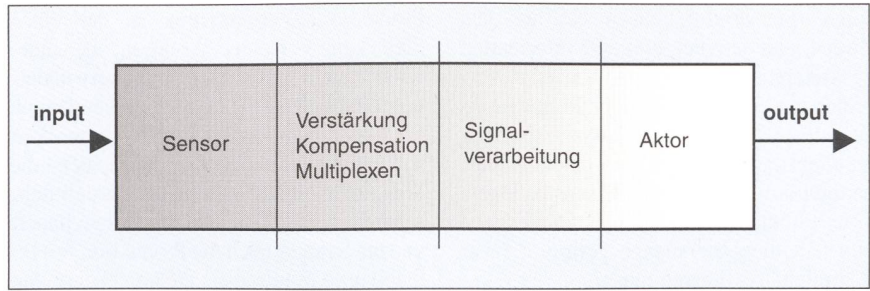 input
Sensor
Verstärkung
Kompensation
Multiplexen
Signal-
verarbeitung
Aktor
output